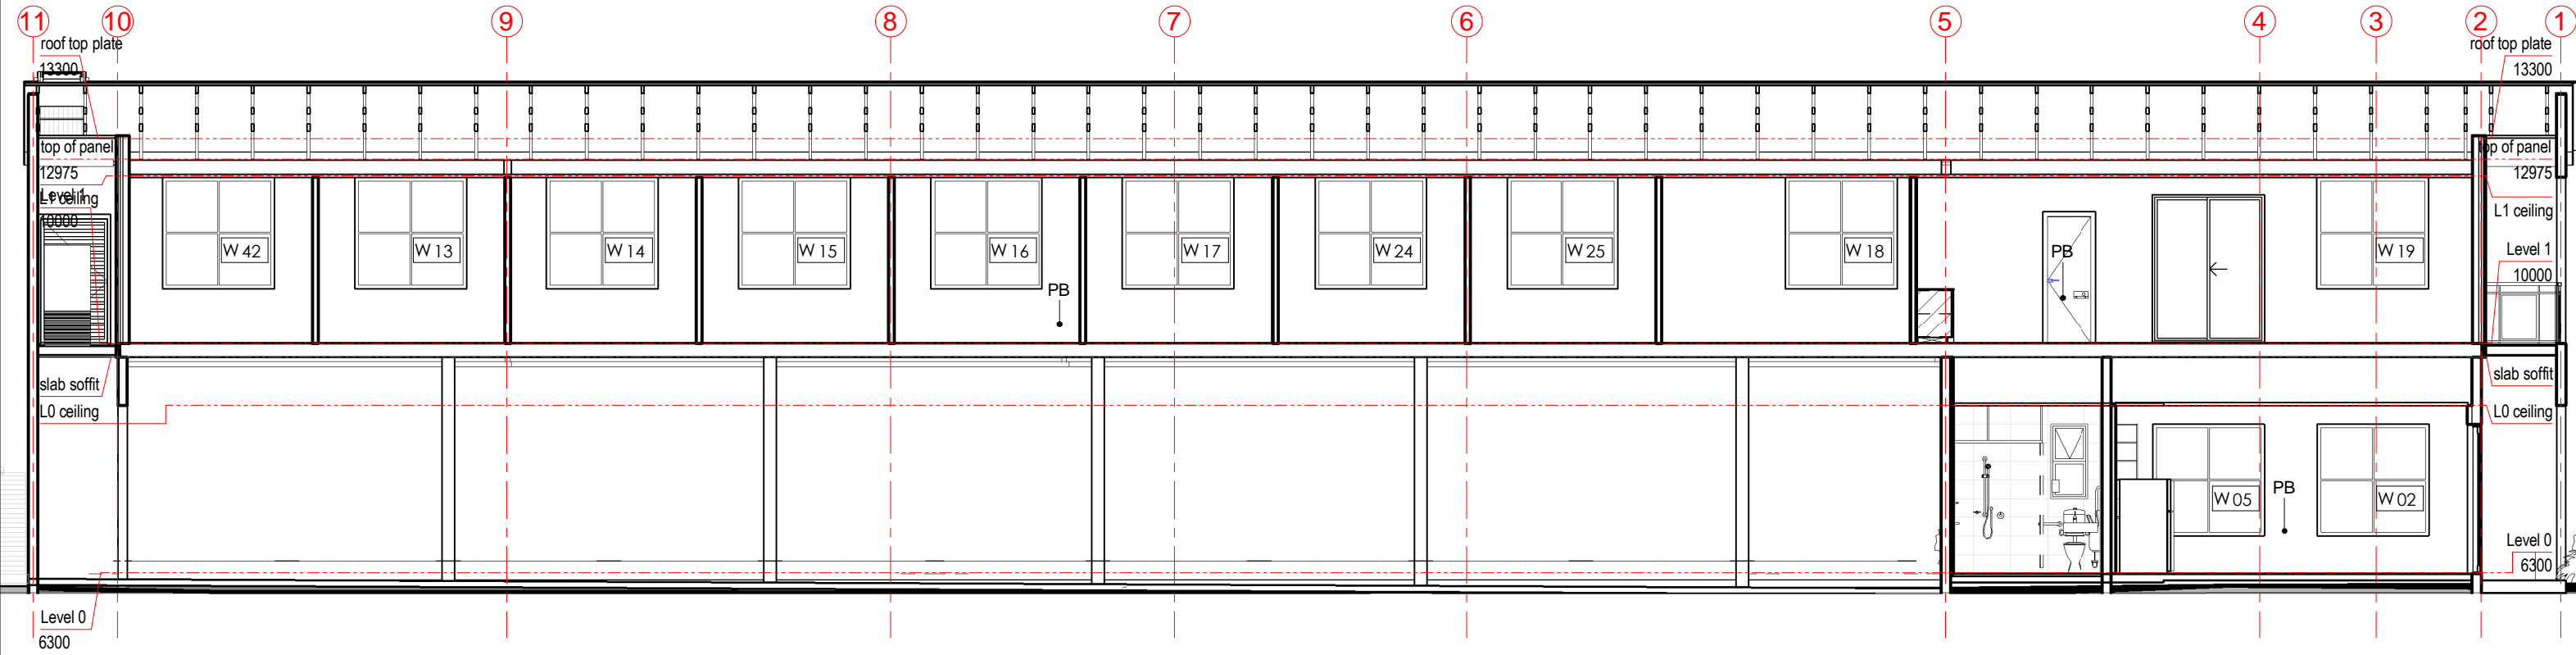 11 10 9 8 7 6 5 4 3 2 1
roof top plate
13300
roof top plate
13300
top of panel
12975
Level 1
L1 ceiling
10000
top of panel
12975
L1 ceiling
Level 1
10000
W 42
W 13
W 14
W 15
W 16
W 17
W 24
W 25
W 18
W 19
PB
PB
slab soffit
L0 ceiling
slab soffit
L0 ceiling
W 05
PB
W 02
Level 0
6300
Level 0
6300